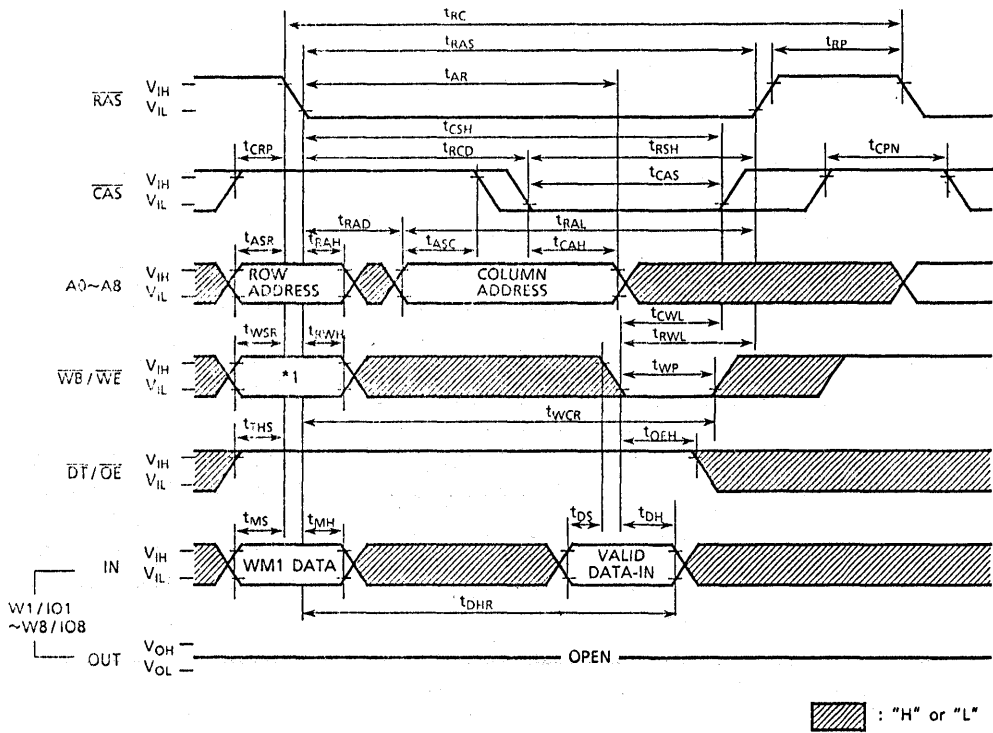 tRC
tRAS
tRP
tAR
RAS
VIH
VIL
tCSH
tCRP
tRCD
tRSH
tCPN
tCAS
CAS
VIH
VIL
tRAD
tRAL
tASR
tRAH
tASC
tCAH
A0~A8
VIH
VIL
ROW
ADDRESS
COLUMN
ADDRESS
tCWL
tWSR
tRWH
tRWL
WB/WE
VIH
VIL
*1
tWP
tWCR
tTHS
tOEH
DT/OE
VIH
VIL
tMS
tMH
tDS
tDH
IN
VIH
VIL
WM1 DATA
VALID
DATA-IN
tDHR
W1/IO1
~W8/IO8
OUT
VOH
VOL
OPEN
: "H" or "L"